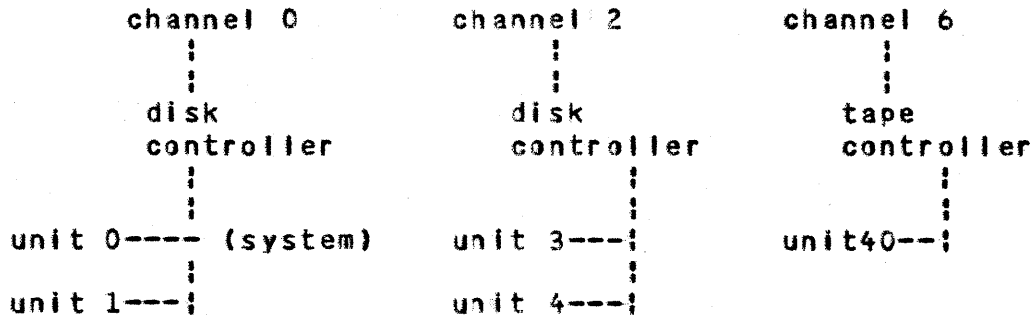 channel 0 channel 2 channel 6
disk disk tape
controller controller controller
unit 0---- (system) unit 3---¦ unit40--¦
unit 1---¦ unit 4---¦